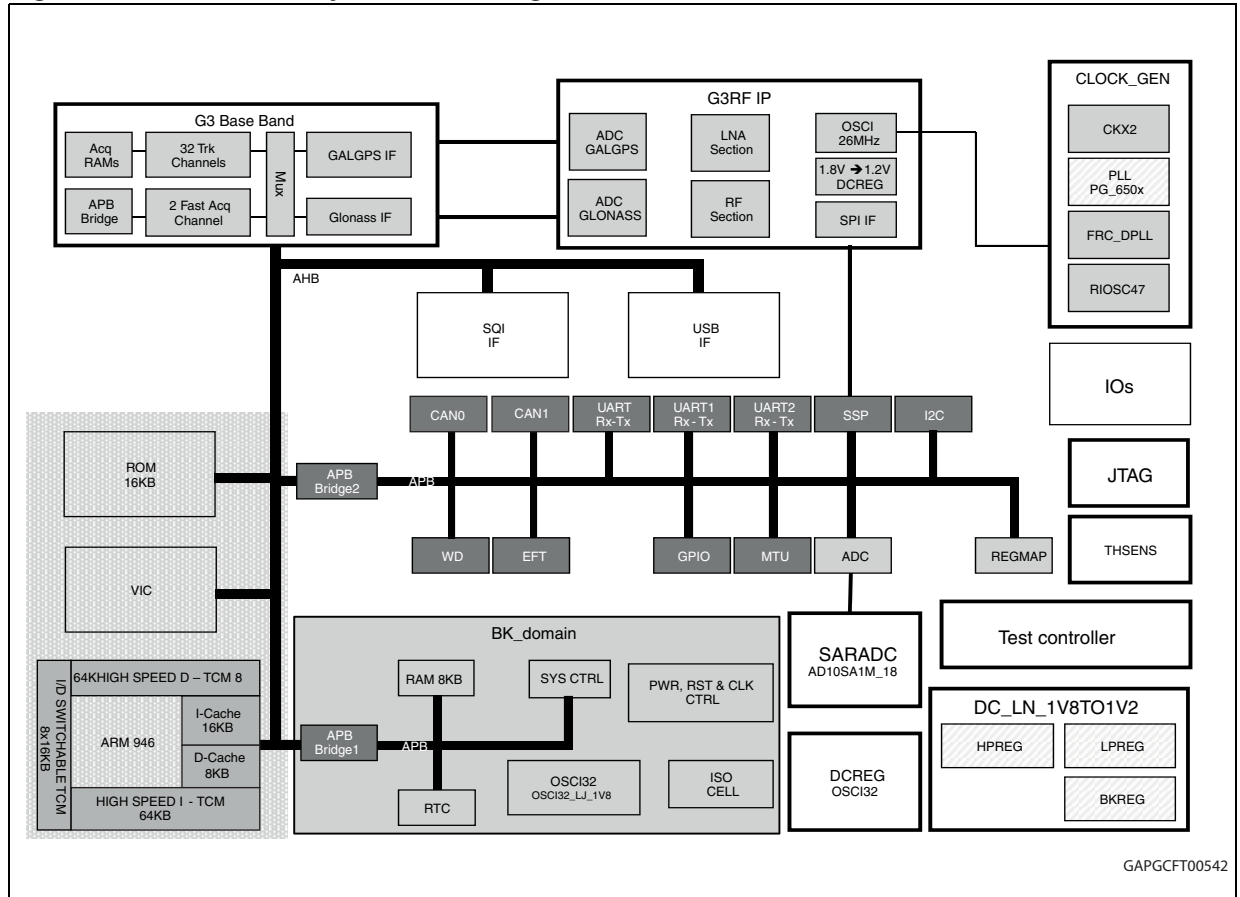 G3 Base Band
Acq
RAMs
32 Trk
Channels
Mux
GALGPS IF
APB
Bridge
2 Fast Acq
Channel
Glonass IF
G3RF IP
ADC
GALGPS
LNA
Section
OSCI
26MHz
1.8V ➔1.2V
DCREG
ADC
GLONASS
RF
Section
SPI IF
CLOCK_GEN
CKX2
PLL
PG_650x
FRC_DPLL
RIOSC47
AHB
SQI
IF
USB
IF
IOs
CAN0
CAN1
UART
Rx-Tx
UART1
Rx - Tx
UART2
Rx - Tx
SSP
I2C
ROM
16KB
APB
Bridge2
APB
JTAG
WD
EFT
GPIO
MTU
ADC
REGMAP
THSENS
VIC
BK_domain
RAM 8KB
SYS CTRL
PWR, RST & CLK
CTRL
APB
Bridge1
APB
RTC
OSCI32
OSCI32_LJ_1V8
ISO
CELL
SARADC
AD10SA1M_18
Test controller
DC_LN_1V8TO1V2
HPREG
LPREG
BKREG
DCREG
OSCI32
I/D SWITCHABLE TCM
8x16KB
64KHIGH SPEED D – TCM 8
ARM 946
I-Cache
16KB
D-Cache
8KB
HIGH SPEED I - TCM
64KB
GAPGCFT00542